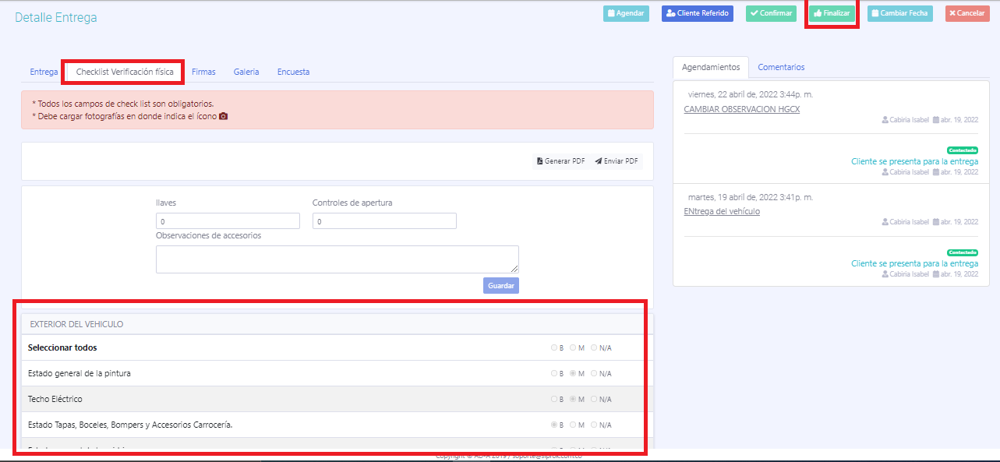 Detalle Entrega
Agendar
Cliente Referido
Confirmar
Finalizar
Cambiar Fecha
Cancelar
Entrega
Checklist Verificación física
Firmas
Galeria
Encuesta
* Todos los campos de check list son obligatorios.
* Debe cargar fotografías en donde indica el ícono
Generar PDF
Enviar PDF
llaves
Controles de apertura
0
0
Observaciones de accesorios
Guardar
EXTERIOR DEL VEHICULO
Seleccionar todos B M N/A
Estado general de la pintura B M N/A
Techo Eléctrico B M N/A
Estado Tapas, Boceles, Bompers y Accesorios Carrocería. B M N/A
Agendamientos
Comentarios
viernes, 22 abril de, 2022 3:44p. m.
CAMBIAR OBSERVACION HGCX
Cabiria Isabel abr. 19, 2022
Contactado
Cliente se presenta para la entrega
Cabiria Isabel abr. 19, 2022
martes, 19 abril de, 2022 3:41p. m.
ENtrega del vehículo
Cabiria Isabel abr. 19, 2022
Contactado
Cliente se presenta para la entrega
Cabiria Isabel abr. 19, 2022